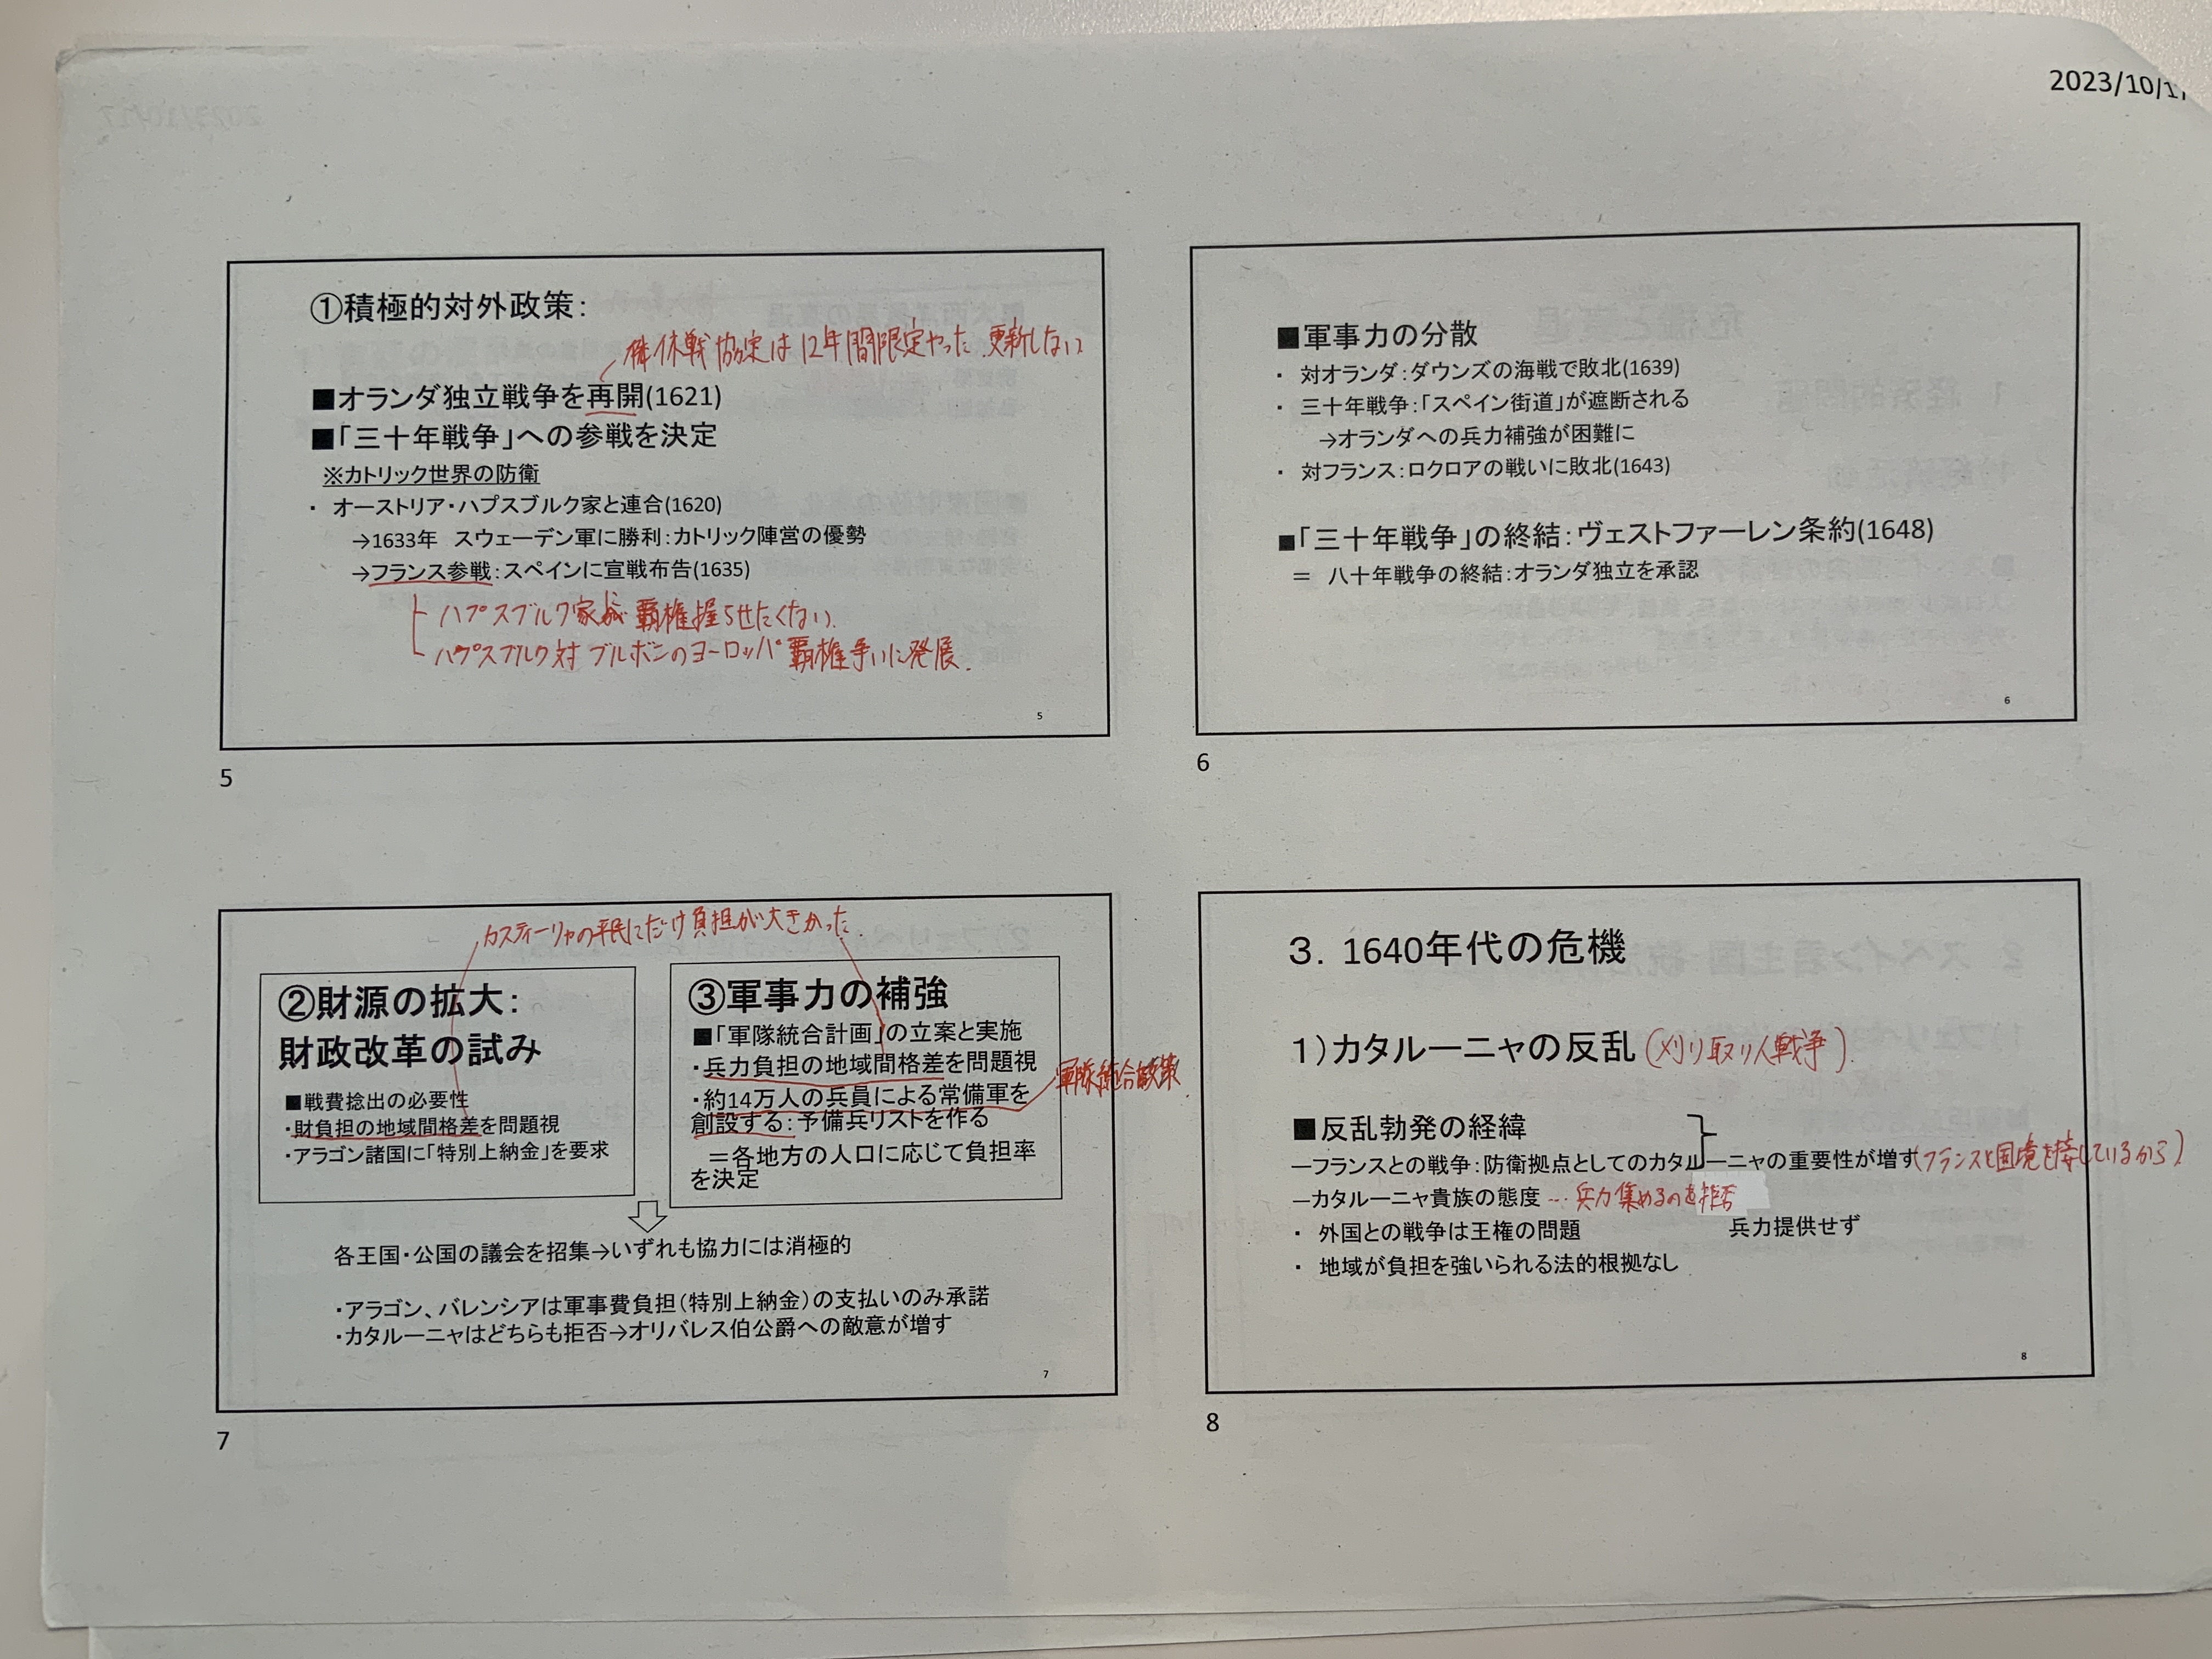 2023/10/17
①積極的対外政策:
休戦協定は12年間限定やった 更新しない
■オランダ独立戦争を再開(1621)
■「三十年戦争」への参戦を決定
※カトリック世界の防衛
・ オーストリア・ハプスブルク家と連合(1620)
→1633年 スウェーデン軍に勝利:カトリック陣営の優勢
→フランス参戦:スペインに宣戦布告(1635)
ハプスブルク家 覇権握らせたくない.
ハプスブルク対ブルボンのヨーロッパ覇権争いに発展.
5
5
■軍事力の分散
・ 対オランダ:ダウンズの海戦で敗北(1639)
・ 三十年戦争:「スペイン街道」が遮断される
→オランダへの兵力補強が困難に
・ 対フランス:ロクロアの戦いに敗北(1643)
■「三十年戦争」の終結:ヴェストファーレン条約(1648)
= 八十年戦争の終結:オランダ独立を承認
6
6
カスティーリャの平民にだけ負担が大きかった.
②財源の拡大:
財政改革の試み
■戦費捻出の必要性
・財負担の地域間格差を問題視
・アラゴン諸国に「特別上納金」を要求
③軍事力の補強
■「軍隊統合計画」の立案と実施
・兵力負担の地域間格差を問題視
・約14万人の兵員による常備軍を
創設する:予備兵リストを作る
=各地方の人口に応じて負担率
を決定
軍隊統合政策
各王国・公国の議会を招集→いずれも協力には消極的
・アラゴン、バレンシアは軍事費負担(特別上納金)の支払いのみ承諾
・カタルーニャはどちらも拒否→オリバレス伯公爵への敵意が増す
7
7
3. 1640年代の危機
1)カタルーニャの反乱(刈り取り人戦争).
■反乱勃発の経緯
―フランスとの戦争:防衛拠点としてのカタルーニャの重要性が増す(フランスと国境を接しているから)
―カタルーニャ貴族の態度 … 兵力集めるのを拒否
・ 外国との戦争は王権の問題 兵力提供せず
・ 地域が負担を強いられる法的根拠なし
8
8